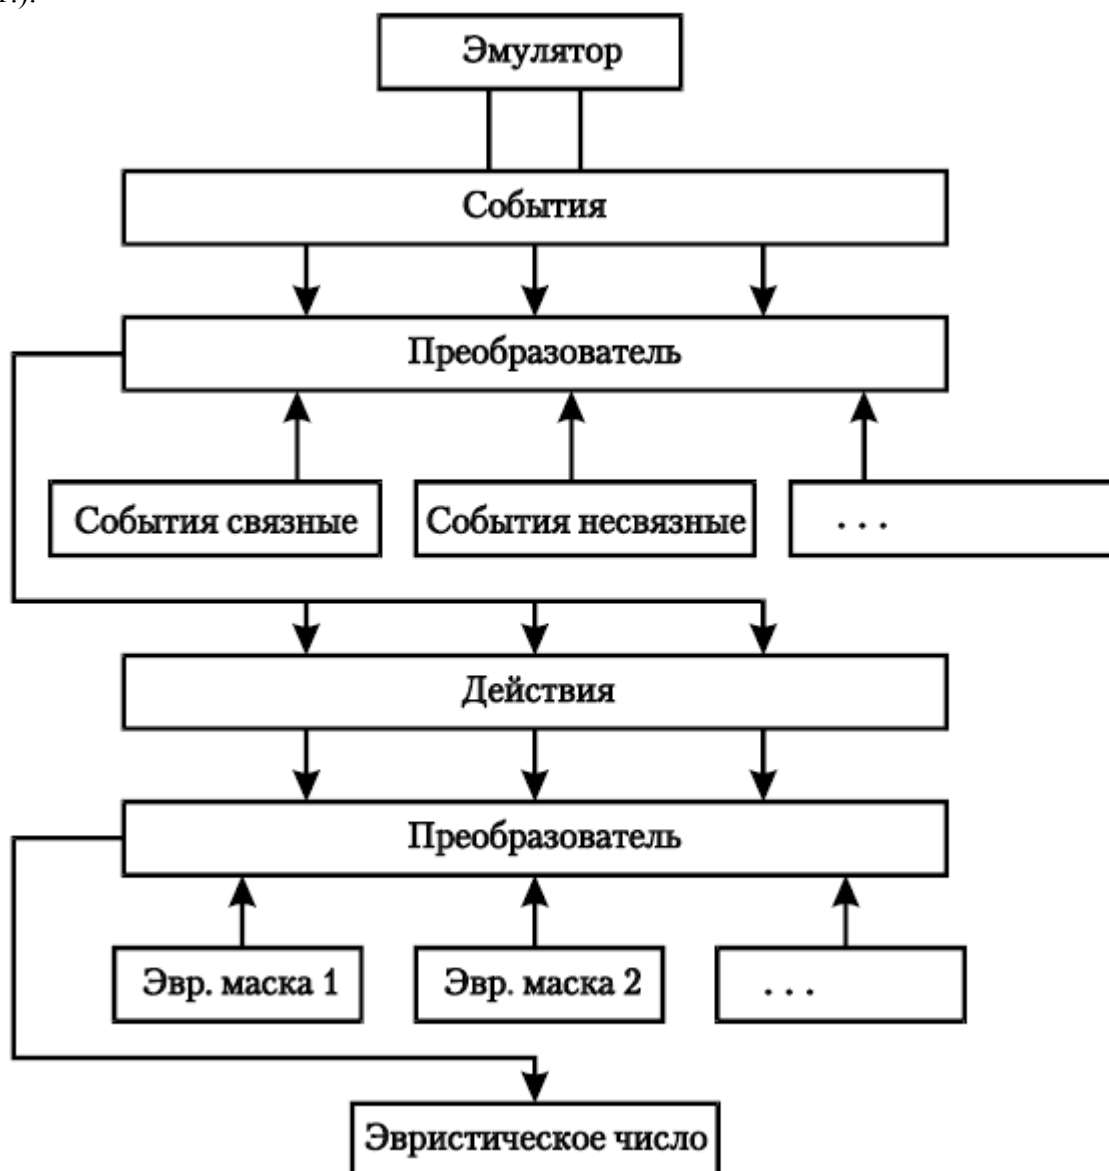 Эмулятор
События
Преобразователь
События связные
События несвязные
. . .
Действия
Преобразователь
Эвр. маска 1
Эвр. маска 2
. . .
Эвристическое число